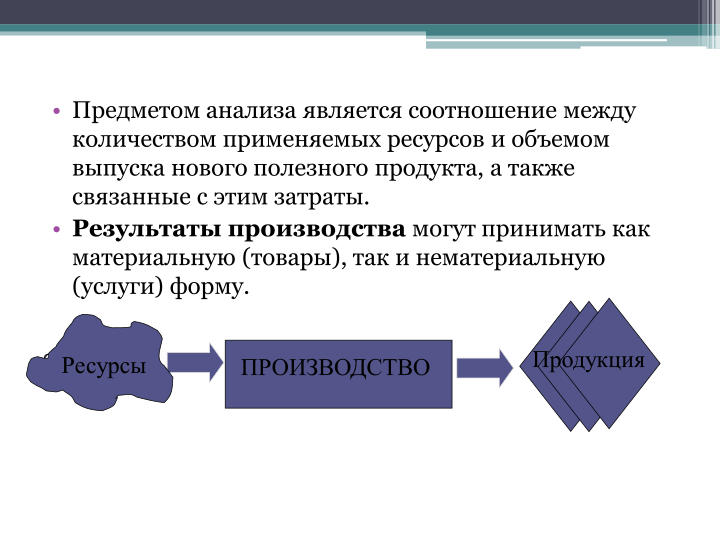 • Предметом анализа является соотношение между
количеством применяемых ресурсов и объемом
выпуска нового полезного продукта, а также
связанные с этим затраты.
• Результаты производства могут принимать как
материальную (товары), так и нематериальную
(услуги) форму.
Ресурсы
ПРОИЗВОДСТВО
Продукция